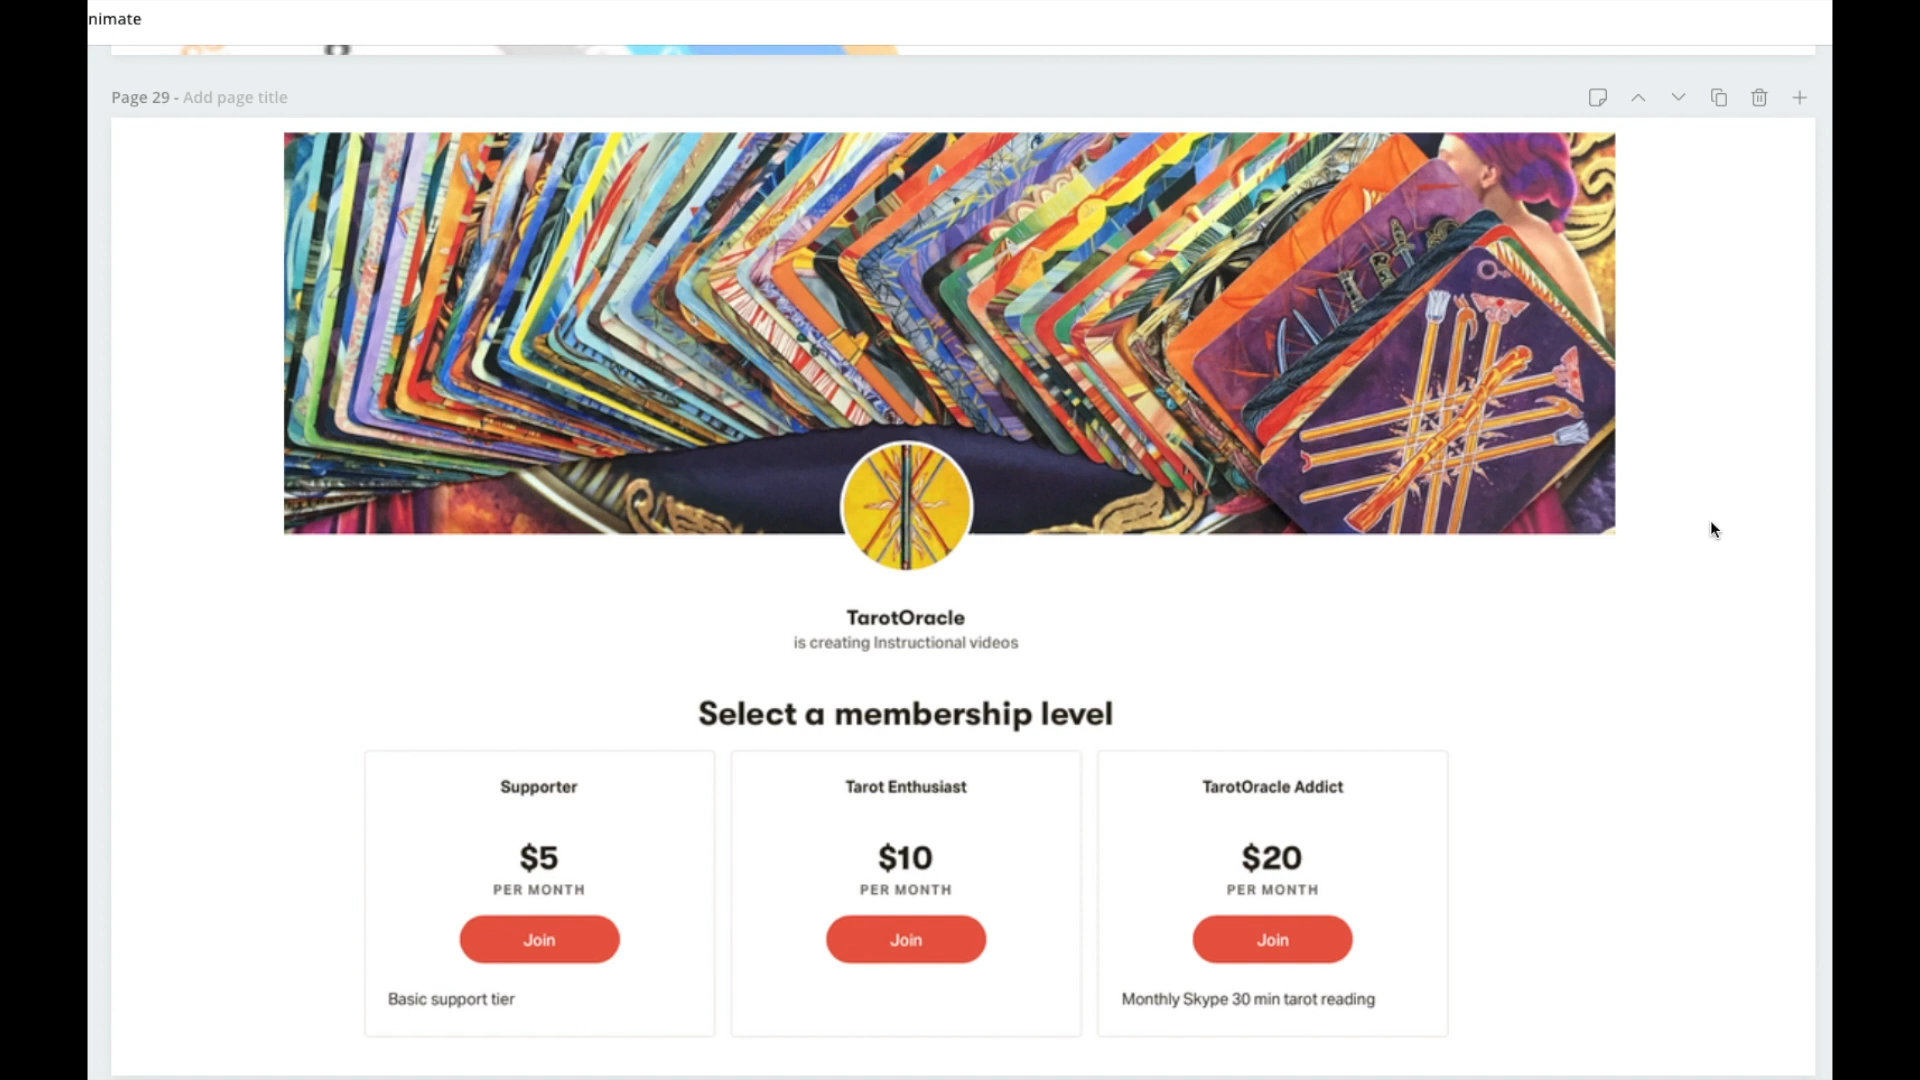 nimate
Page 29 - Add page title
TarotOracle
is creating Instructional videos
Select a membership level
Supporter
$5
PER MONTH
Join
Basic support tier
Tarot Enthusiast
$10
PER MONTH
Join
TarotOracle Addict
$20
PER MONTH
Join
Monthly Skype 30 min tarot reading